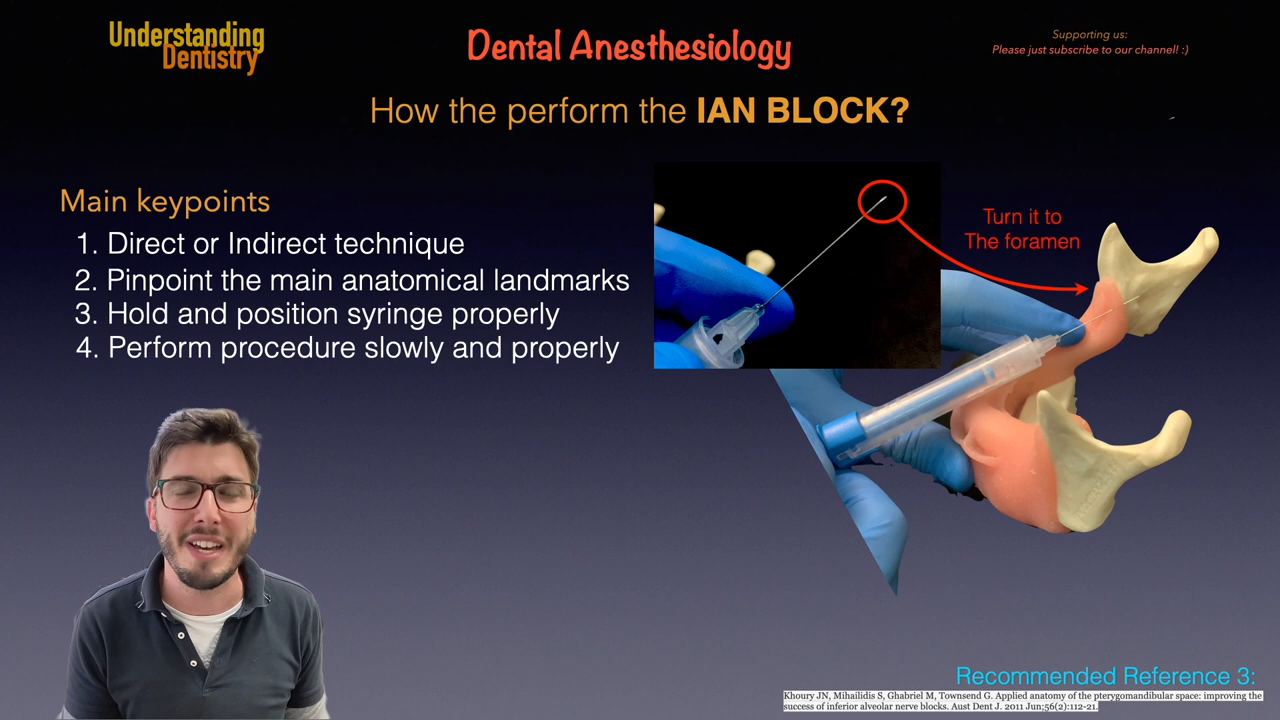 Understanding
Dentistry
Dental Anesthesiology
Supporting us:
Please just subscribe to our channel! :)
How the perform the IAN BLOCK?
Main keypoints
1. Direct or Indirect technique
2. Pinpoint the main anatomical landmarks
3. Hold and position syringe properly
4. Perform procedure slowly and properly
Turn it to
The foramen
Recommended Reference 3:
Khoury JN, Mihailidis S, Ghabriel M, Townsend G. Applied anatomy of the pterygomandibular space: improving the
success of inferior alveolar nerve blocks. Aust Dent J. 2011 Jun;56(2):112-21.